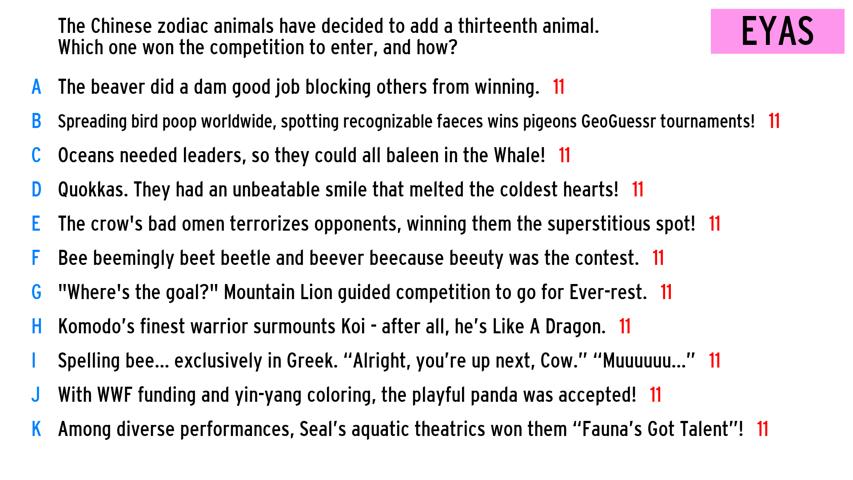 The Chinese zodiac animals have decided to add a thirteenth animal.
Which one won the competition to enter, and how?
EYAS
A The beaver did a dam good job blocking others from winning. 11
B Spreading bird poop worldwide, spotting recognizable faeces wins pigeons GeoGuessr tournaments! 11
C Oceans needed leaders, so they could all baleen in the Whale! 11
D Quokkas. They had an unbeatable smile that melted the coldest hearts! 11
E The crow's bad omen terrorizes opponents, winning them the superstitious spot! 11
F Bee beemingly beet beetle and beever beecause beeuty was the contest. 11
G "Where's the goal?" Mountain Lion guided competition to go for Ever-rest. 11
H Komodo’s finest warrior surmounts Koi - after all, he’s Like A Dragon. 11
I Spelling bee... exclusively in Greek. “Alright, you’re up next, Cow.” “Muuuuuu...” 11
J With WWF funding and yin-yang coloring, the playful panda was accepted! 11
K Among diverse performances, Seal’s aquatic theatrics won them “Fauna’s Got Talent”! 11